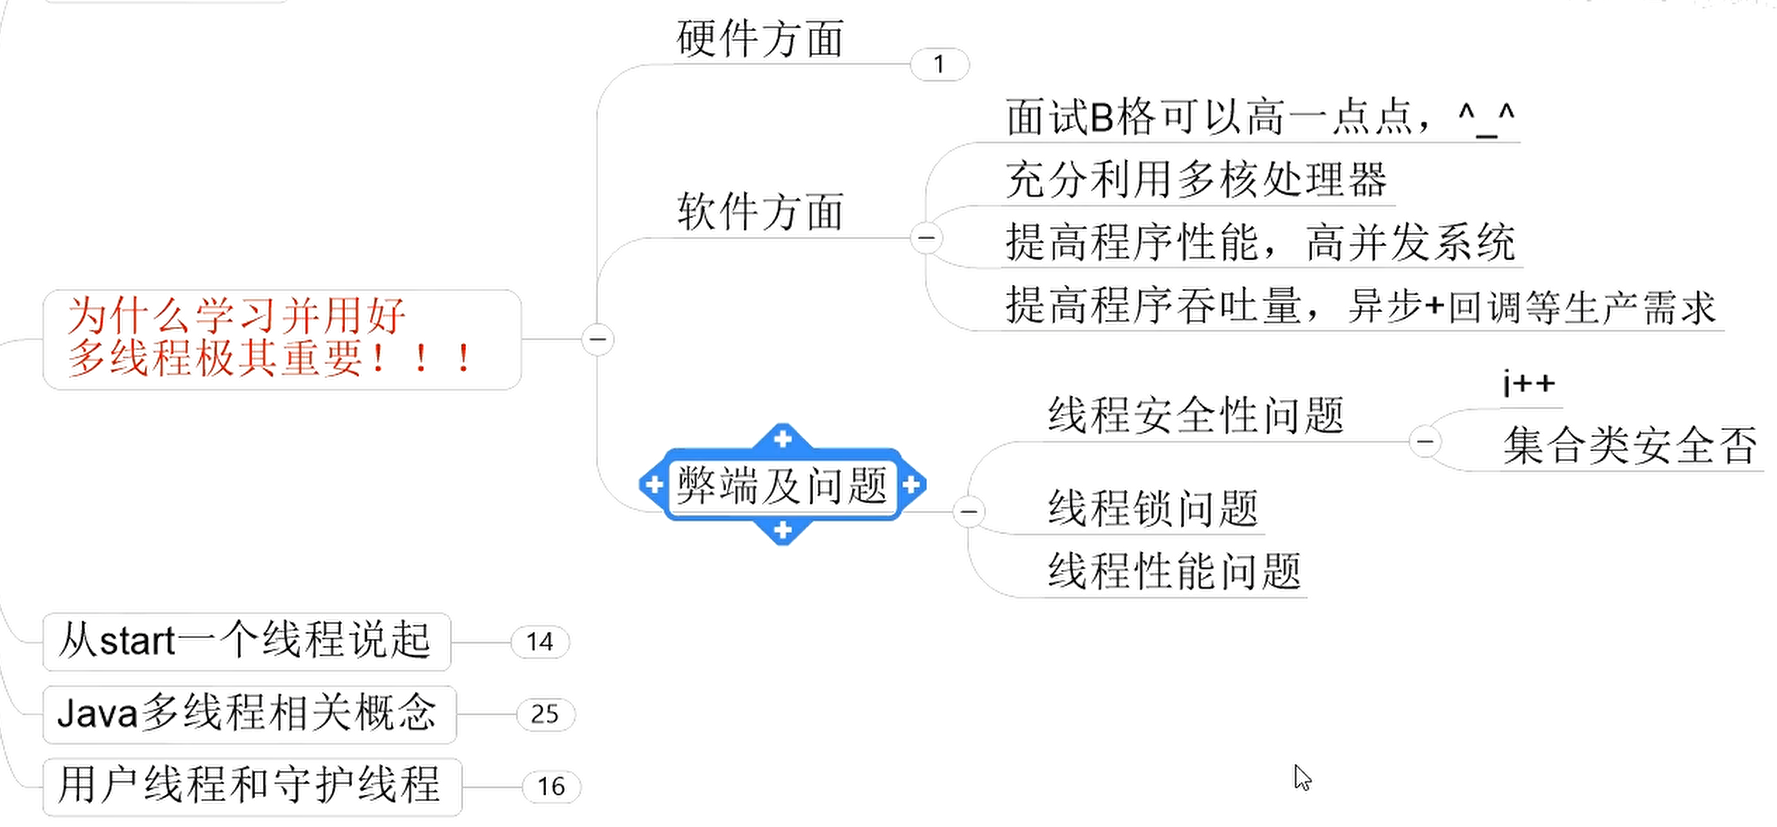 硬件方面
1
软件方面
面试B格可以高一点点，^_^
充分利用多核处理器
提高程序性能，高并发系统
提高程序吞吐量，异步+回调等生产需求
为什么学习并用好
多线程极其重要！！！
弊端及问题
线程安全性问题
i++
集合类安全否
线程锁问题
线程性能问题
从start一个线程说起
14
Java多线程相关概念
25
用户线程和守护线程
16